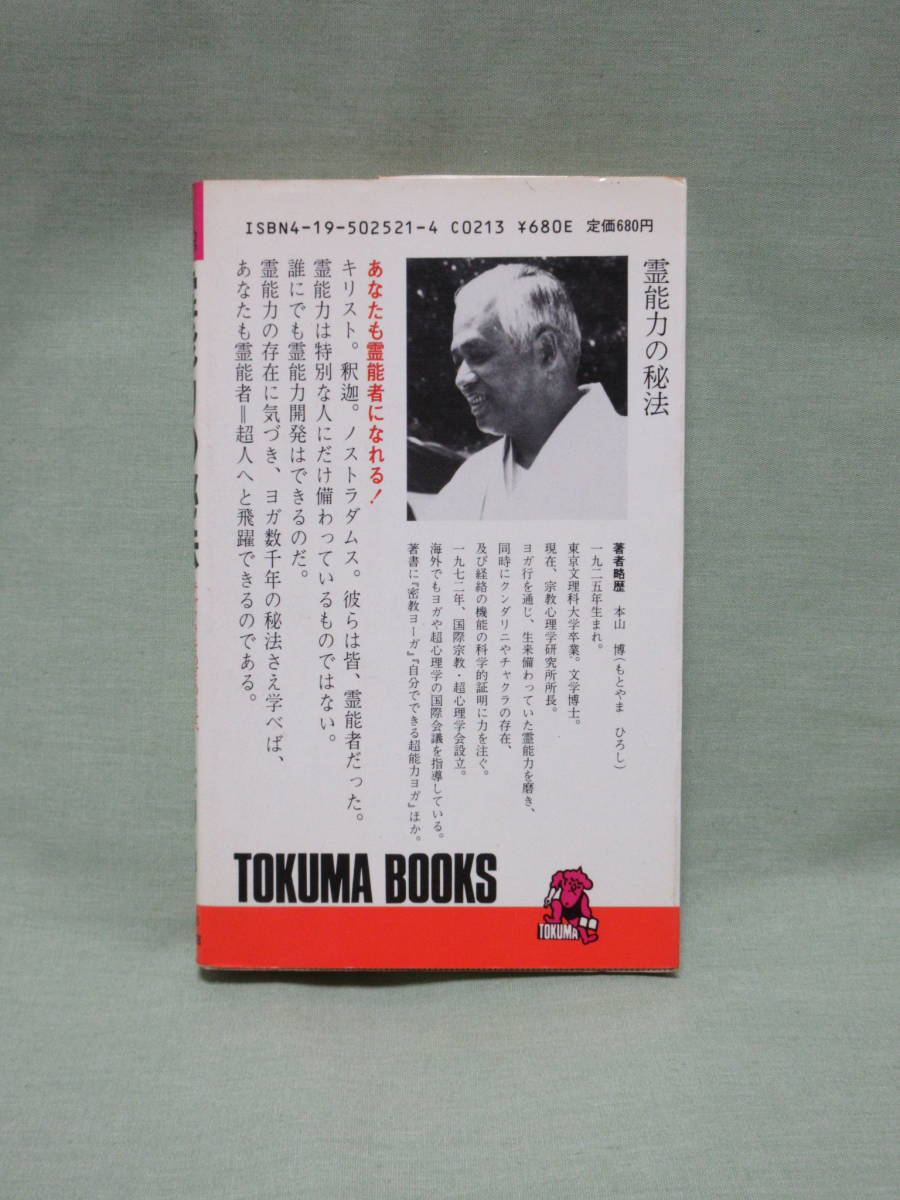 ISBN4-19-502521-4 C0213 ¥680E 定価680円
霊能力の秘法
著者略歴 本山 博(もとやま ひろし)
一九二五年生まれ。
東京文理科大学卒業。文学博士。
現在、宗教心理学研究所所長。
ヨガ行を通じ、生来備わっていた霊能力を磨き、
同時にクンダリニやチャクラの存在、
及び経絡の機能の科学的証明に力を注ぐ。
一九七二年、国際宗教・超心理学会設立。
海外でもヨガや超心理学の国際会議を指導している。
著書に『密教ヨーガ』『自分でできる超能力ヨガ』ほか。
あなたも霊能者になれる!
キリスト。釈迦。ノストラダムス。彼らは皆、霊能者だった。
霊能力は特別な人にだけ備わっているものではない。
誰にでも霊能力開発はできるのだ。
霊能力の存在に気づき、ヨガ数千年の秘法さえ学べば、
あなたも霊能者＝超人へと飛躍できるのである。
TOKUMA BOOKS
TOKUMA